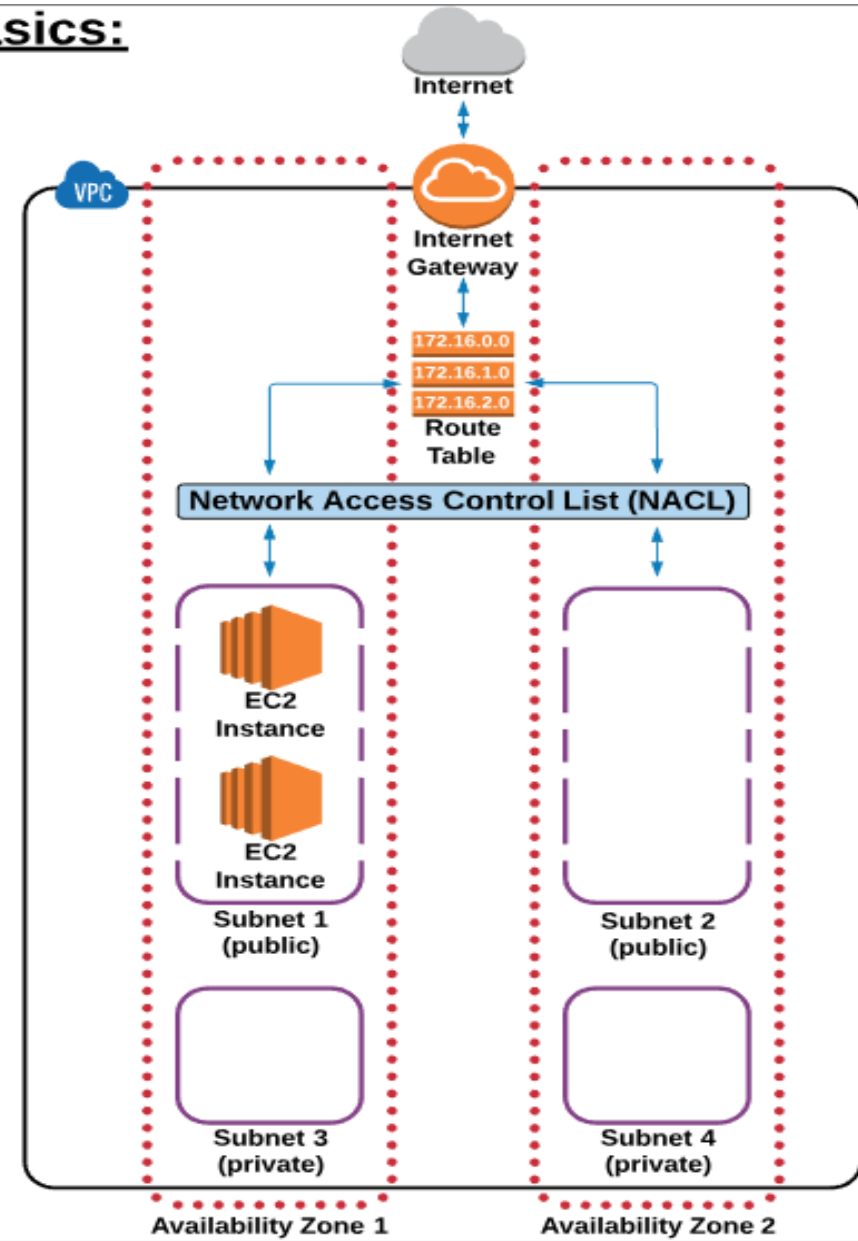 asics:
Internet
VPC
Internet
Gateway
172.16.0.0
172.16.1.0
172.16.2.0
Route
Table
Network Access Control List (NACL)
EC2
Instance
EC2
Instance
Subnet 1
(public)
Subnet 2
(public)
Subnet 3
(private)
Subnet 4
(private)
Availability Zone 1
Availability Zone 2